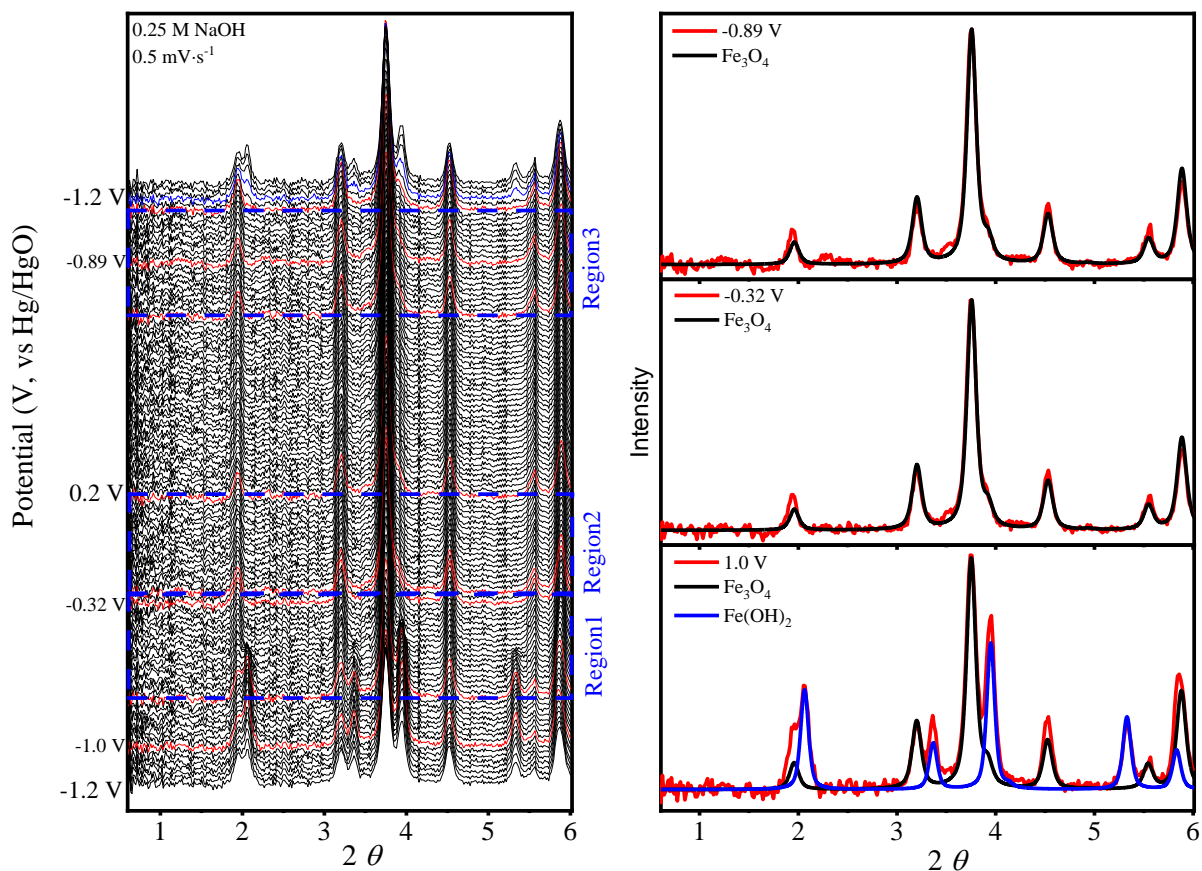 0.25 M NaOH
0.5 mV·s⁻¹
Potential (V, vs Hg/HgO)
-1.2 V
-0.89 V
0.2 V
-0.32 V
-1.0 V
-1.2 V
Region3
Region2
Region1
1 2 3 4 5 6
2 θ
Intensity
-0.89 V
Fe₃O₄
-0.32 V
Fe₃O₄
1.0 V
Fe₃O₄
Fe(OH)₂
1 2 3 4 5 6
2 θ